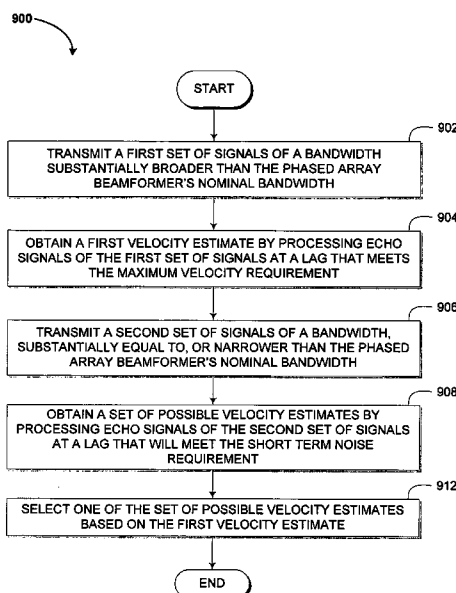 900
START
902
TRANSMIT A FIRST SET OF SIGNALS OF A BANDWIDTH
SUBSTANTIALLY BROADER THAN THE PHASED ARRAY
BEAMFORMER'S NOMINAL BANDWIDTH
904
OBTAIN A FIRST VELOCITY ESTIMATE BY PROCESSING ECHO
SIGNALS OF THE FIRST SET OF SIGNALS AT A LAG THAT MEETS
THE MAXIMUM VELOCITY REQUIREMENT
906
TRANSMIT A SECOND SET OF SIGNALS OF A BANDWIDTH,
SUBSTANTIALLY EQUAL TO, OR NARROWER THAN THE PHASED
ARRAY BEAMFORMER'S NOMINAL BANDWIDTH
908
OBTAIN A SET OF POSSIBLE VELOCITY ESTIMATES BY
PROCESSING ECHO SIGNALS OF THE SECOND SET OF SIGNALS
AT A LAG THAT WILL MEET THE SHORT TERM NOISE
REQUIREMENT
912
SELECT ONE OF THE SET OF POSSIBLE VELOCITY ESTIMATES
BASED ON THE FIRST VELOCITY ESTIMATE
END